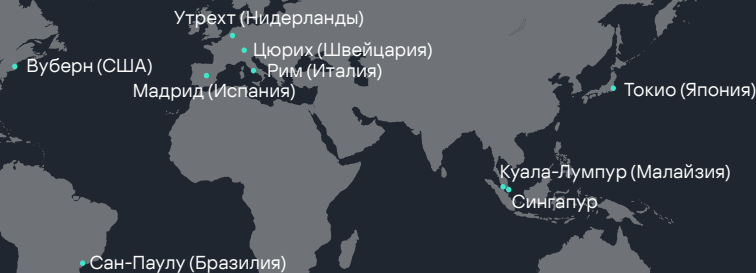 Утрехт (Нидерланды)
Цюрих (Швейцария)
Вуберн (США)
Рим (Италия)
Мадрид (Испания)
Токио (Япония)
Куала-Лумпур (Малайзия)
Сингапур
Сан-Паулу (Бразилия)